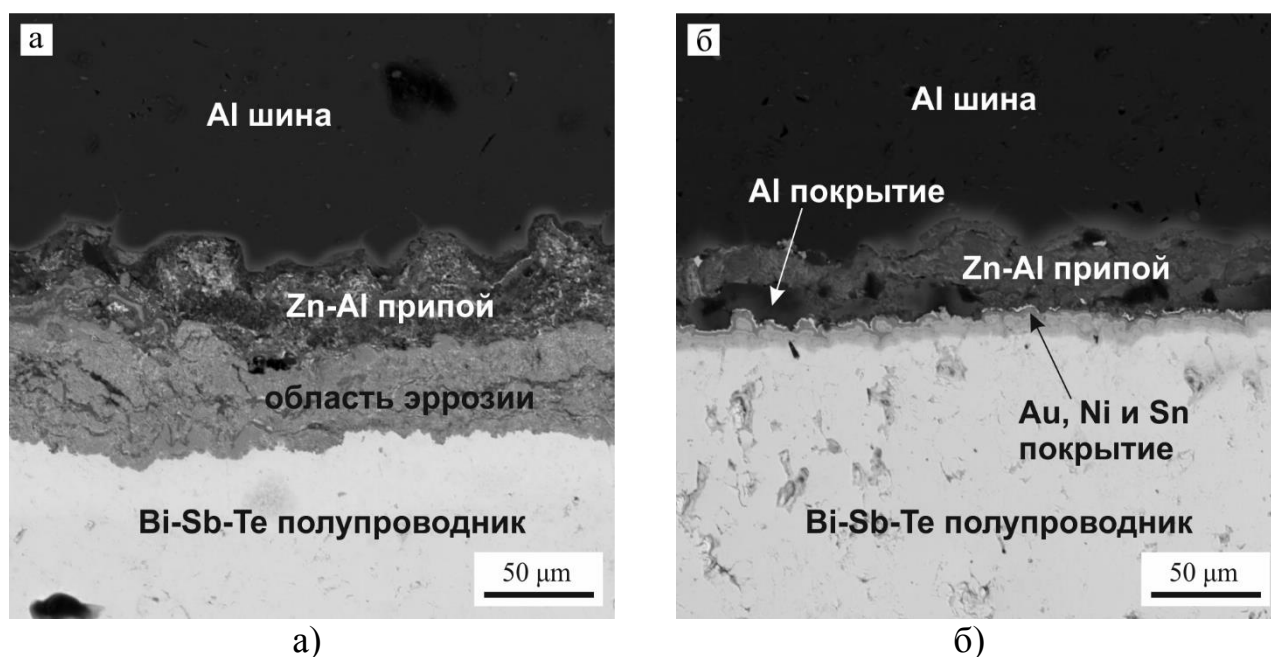 а
Al шина
Zn-Al припой
область эррозии
Bi-Sb-Te полупроводник
50 μm
а)
б
Al шина
Al покрытие
Zn-Al припой
Au, Ni и Sn
покрытие
Bi-Sb-Te полупроводник
50 μm
б)